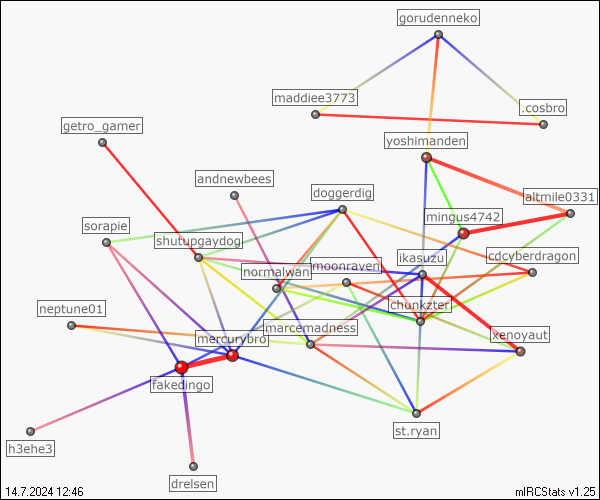 gorudenneko
maddiee3773
.cosbro
getro_gamer
yoshimanden
andnewbees
doggerdig
altmile0331
mingus4742
sorapie
shutupgaydog
ikasuzu
cdcyberdragon
normalwan
moonraven
chunkzter
neptune01
mercurybro
marcemadness
xenoyaut
fakedingo
st.ryan
h3ehe3
drelsen
14.7.2024 12:46
mIRCStats v1.25